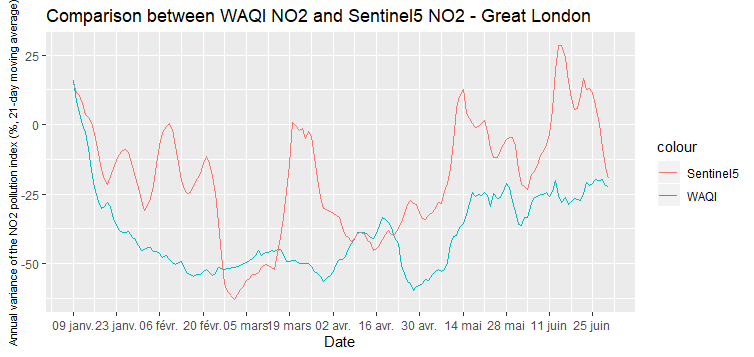 Comparison between WAQI NO2 and Sentinel5 NO2 - Great London
Annual variance of the NO2 pollution index (%, 21-day moving average)
25
0
-25
-50
09 janv. 23 janv. 06 févr. 20 févr. 05 mars 19 mars 02 avr. 16 avr. 30 avr. 14 mai 28 mai 11 juin 25 juin
Date
colour
Sentinel5
WAQI